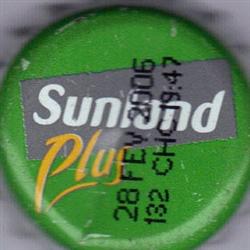 Sunland
Plus
28 FEV 2006
132 CHC 19:47